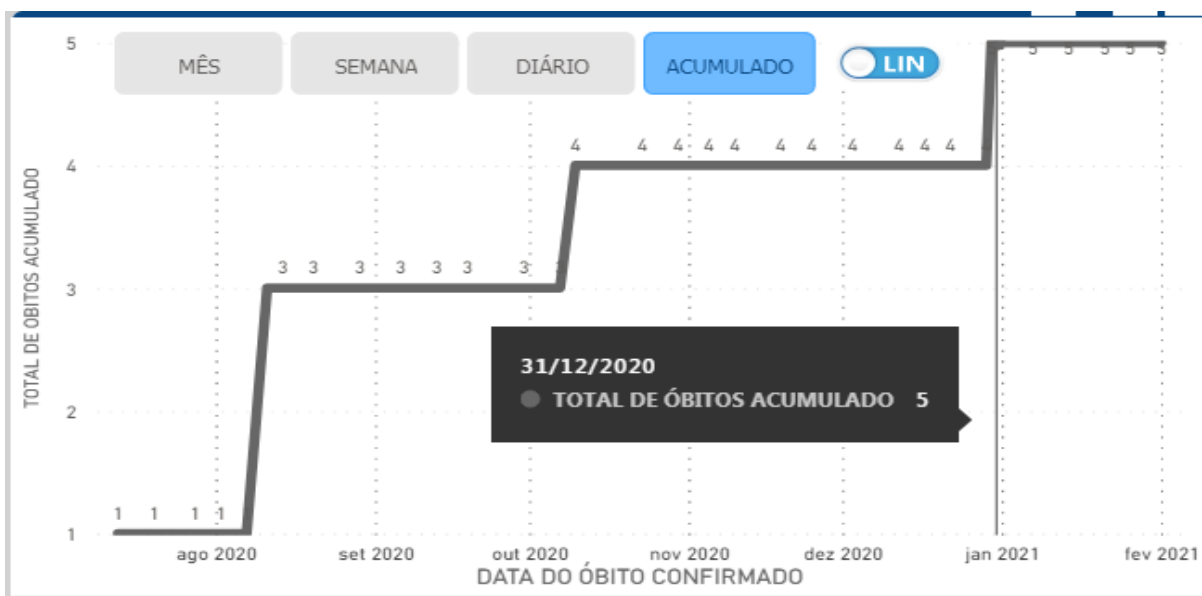 MÊS SEMANA DIÁRIO ACUMULADO LIN
5
5 5 5 5 5
4 4 4 4 4 4 4 4 4 4 4
4
3 3 3 3 3 3 3
3
TOTAL DE OBITOS ACUMULADO
31/12/2020
TOTAL DE ÓBITOS ACUMULADO 5
2
1 1 1 1
1
ago 2020 set 2020 out 2020 nov 2020 dez 2020 jan 2021 fev 2021
DATA DO ÓBITO CONFIRMADO